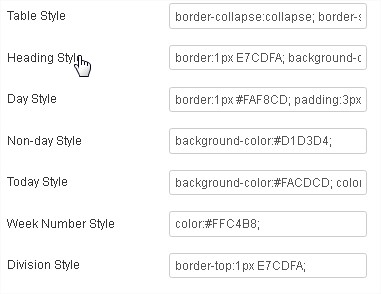 Table Style border-collapse:collapse; border-s
Heading Style border:1px E7CDFA; background-c
Day Style border:1px #FAF8CD; padding:3px
Non-day Style background-color:#D1D3D4;
Today Style background-color:#FACDCD; color
Week Number Style color:#FFC4B8;
Division Style border-top:1px E7CDFA;